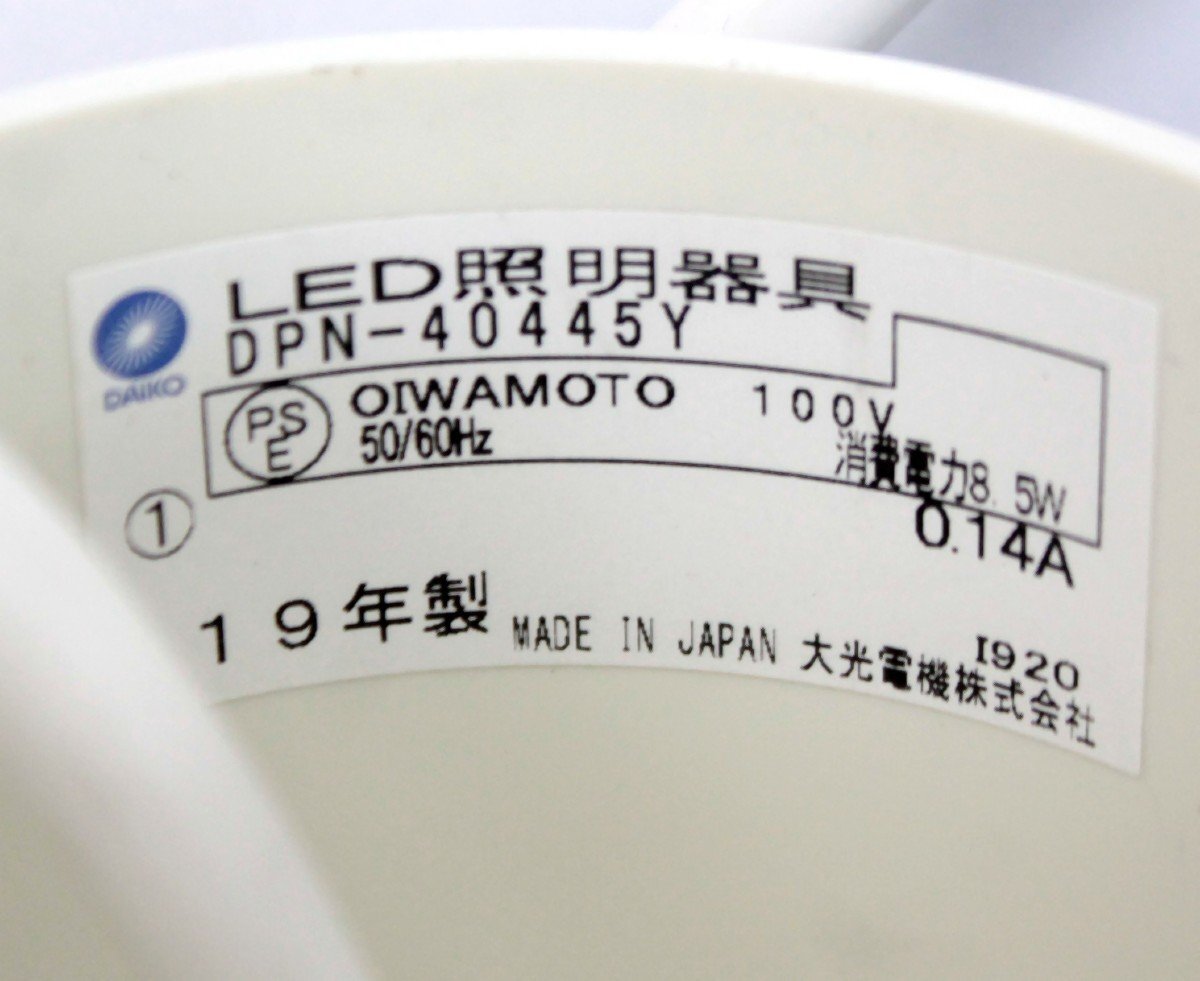 LED照明器具
DPN-40445Y
DAIKO
PSE
OIWAMOTO 100V
50/60Hz
消費電力8.5W
0.14A
①
19年製
MADE IN JAPAN
I920
大光電機株式会社